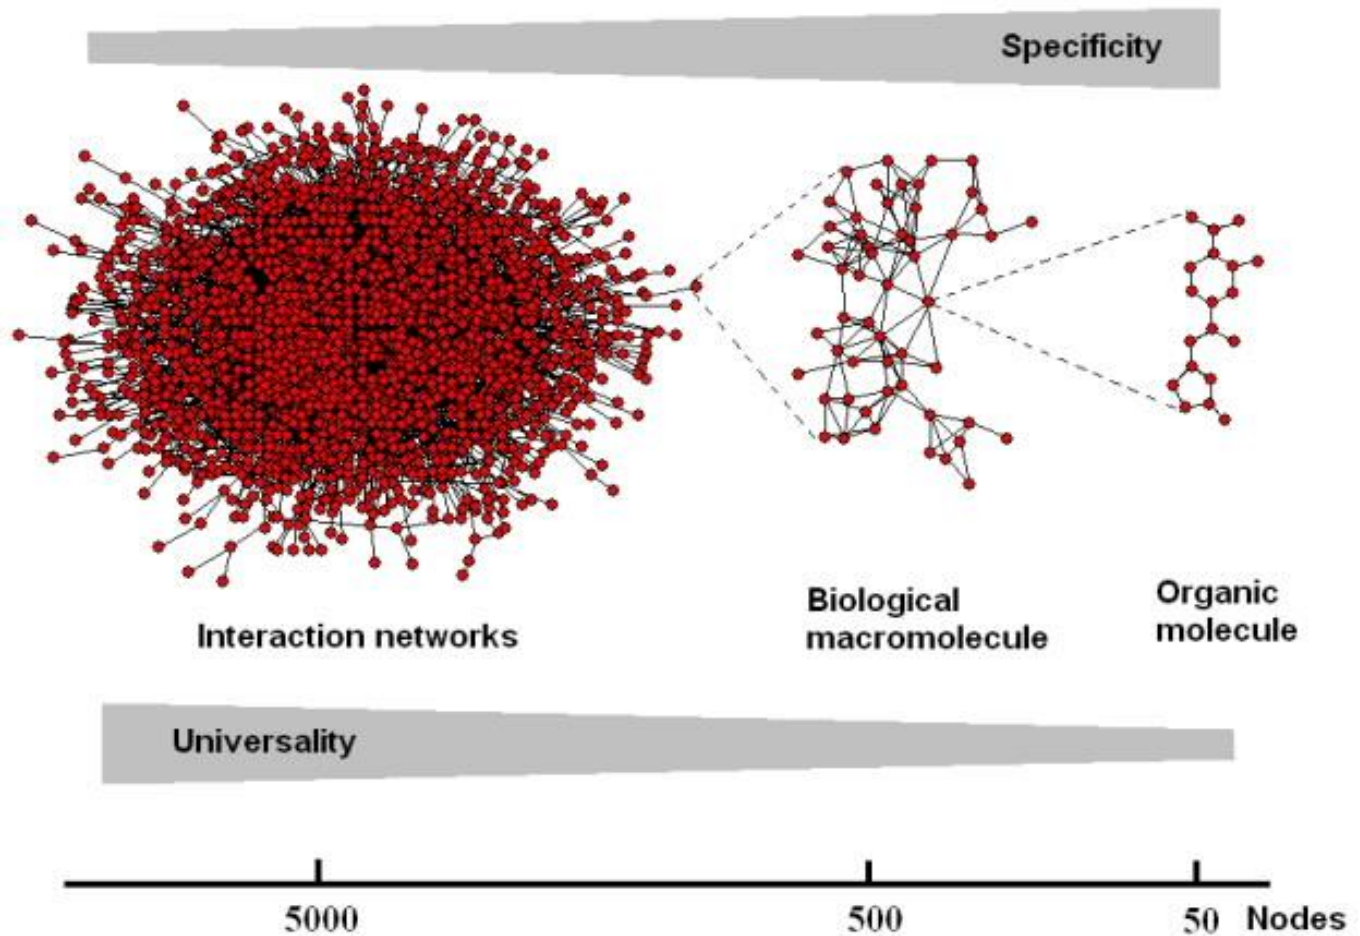 Specificity
Interaction networks
Biological
macromolecule
Organic
molecule
Universality
5000
500
50
Nodes